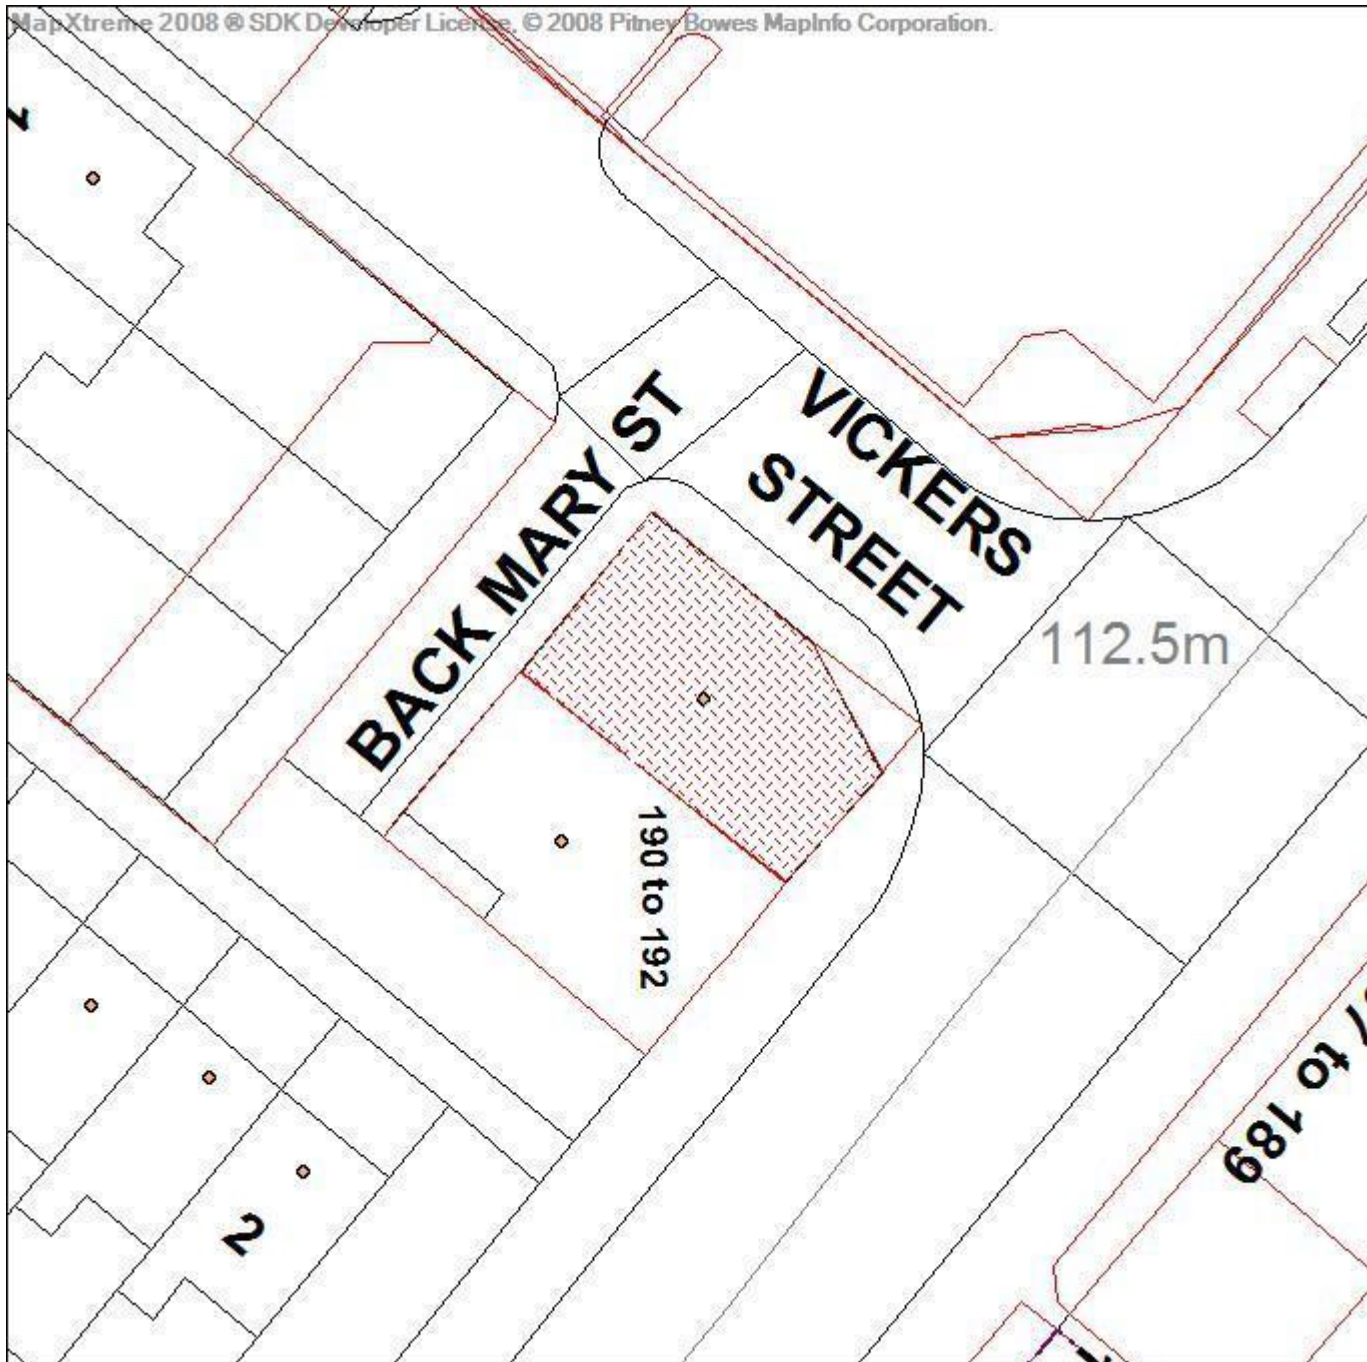 MapXtreme 2008 ® SDK Developer License, © 2008 Pitney Bowes MapInfo Corporation.
BACK MARY ST
VICKERS
STREET
112.5m
190 to 192
7 to 189
2